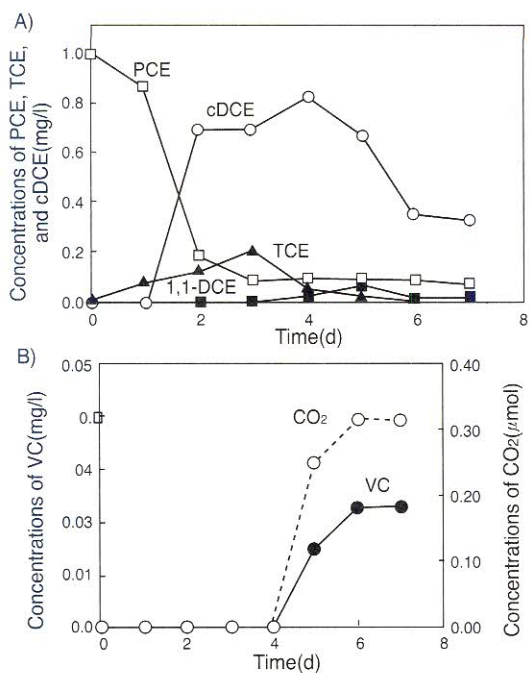 A)
Concentrations of PCE, TCE,
and cDCE(mg/l)
1.0
0.8
0.6
0.4
0.2
0.0
PCE
cDCE
TCE
1,1-DCE
0 2 4 6 8
Time(d)
B)
Concentrations of VC(mg/l)
0.05
0.
04
0.03
0.01
0.0
CO₂
VC
0.40
0.30
0.20
0.10
0.00
Concentrations of CO₂(μmol)
0 2 4 6 8
Time(d)